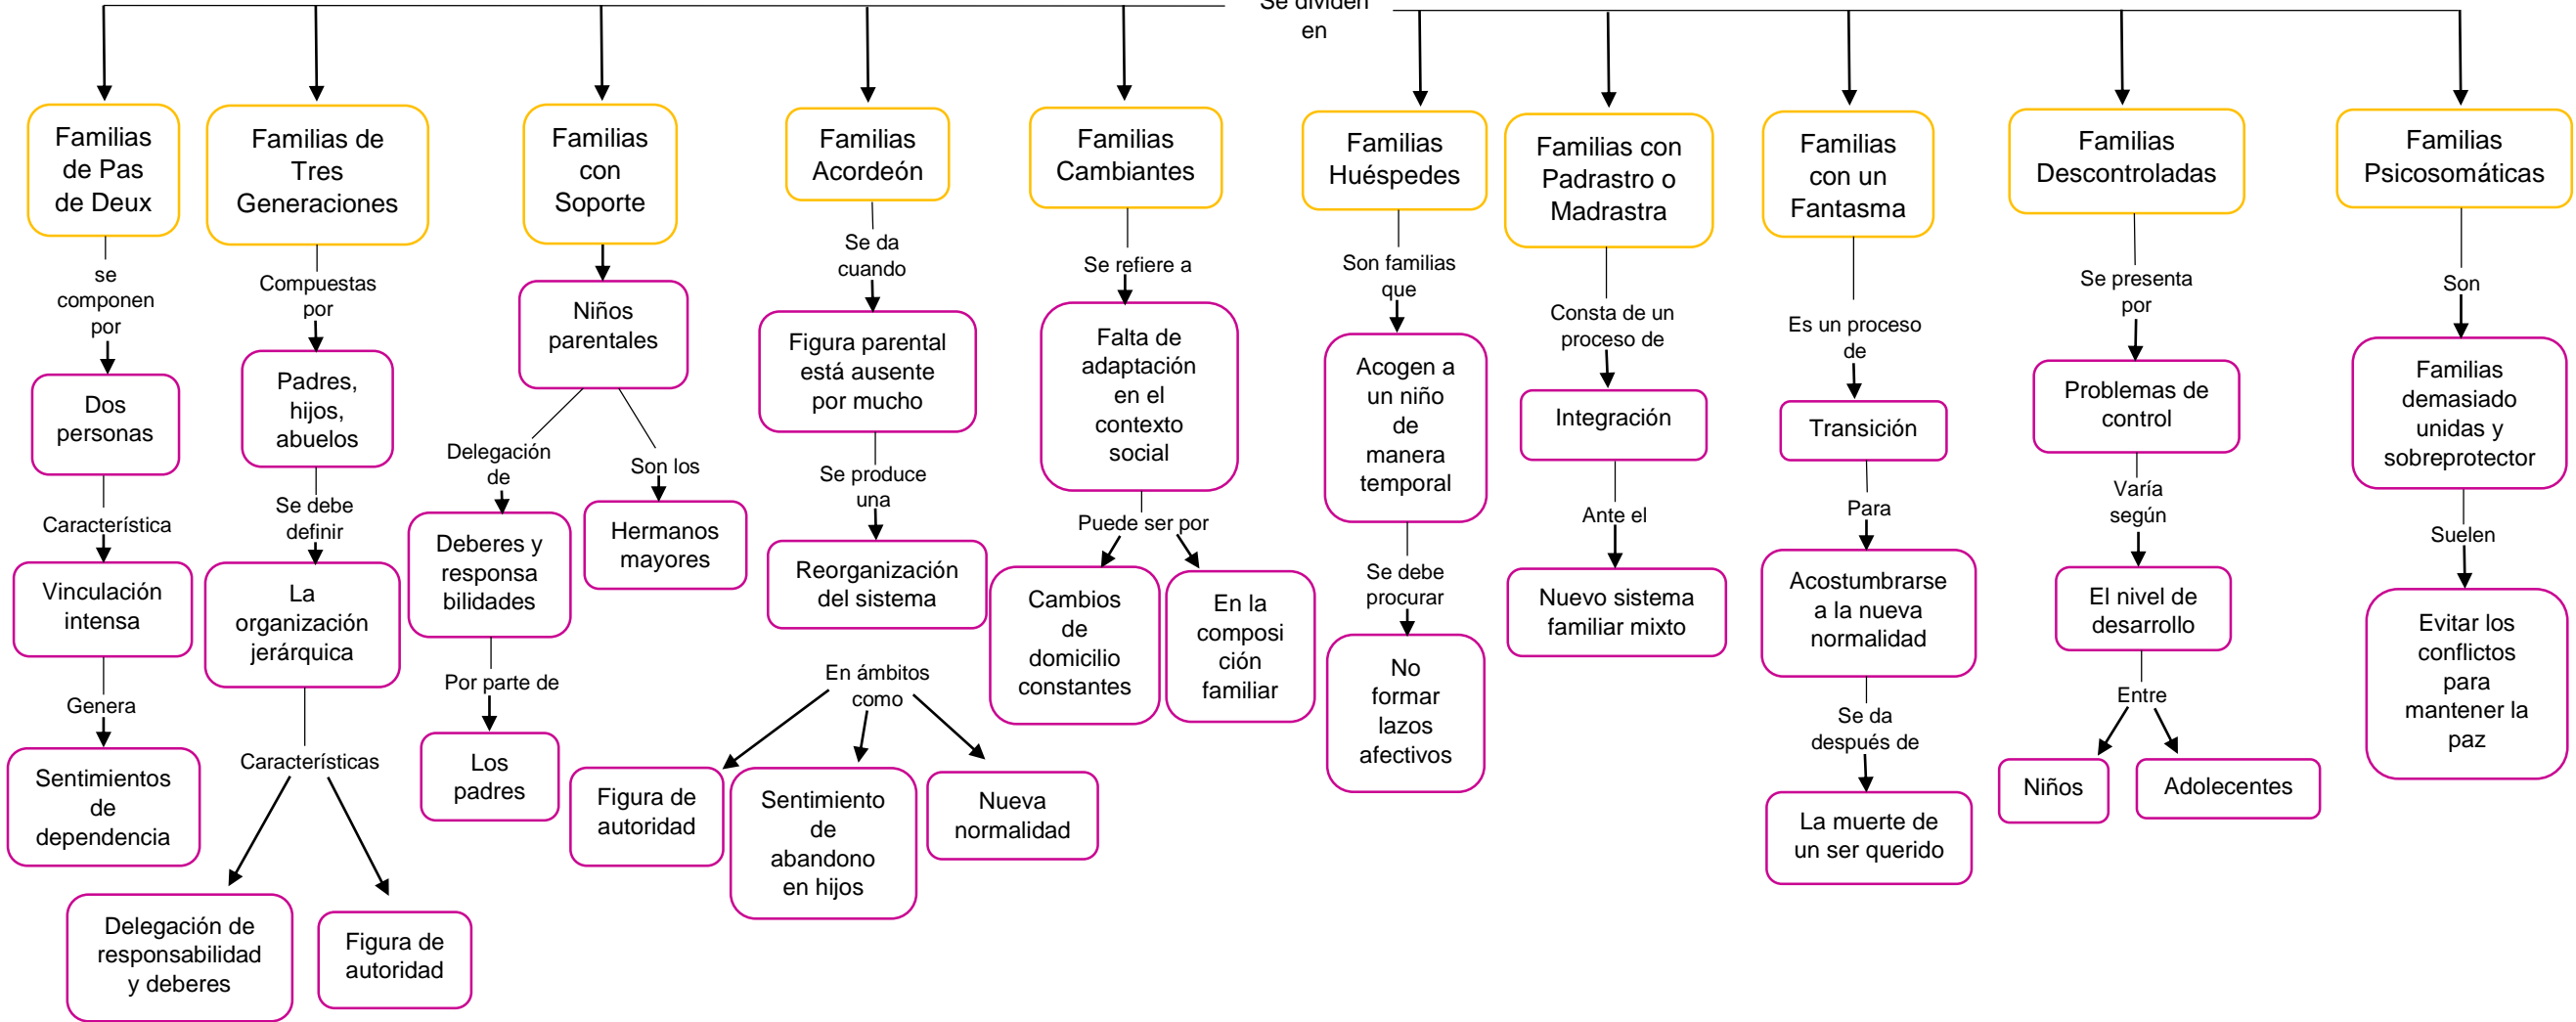 Se dividen
en
Familias
de Pas
de Deux
se
componen
por
Dos
personas
Característica
Vinculación
intensa
Genera
Sentimientos
de
dependencia
Familias de
Tres
Generaciones
Compuestas
por
Padres,
hijos,
abuelos
Se debe
definir
La
organización
jerárquica
Características
Delegación de
responsabilidad
y deberes
Figura de
autoridad
Familias
con
Soporte
Niños
parentales
Delegación
de
Deberes y
responsa
bilidades
Por parte de
Los
padres
Son los
Hermanos
mayores
Familias
Acordeón
Se da
cuando
Figura parental
está ausente
por mucho
Se produce
una
Reorganización
del sistema
En ámbitos
como
Figura de
autoridad
Sentimiento
de
abandono
en hijos
Nueva
normalidad
Familias
Cambiantes
Se refiere a
Falta de
adaptación
en el
contexto
social
Puede ser por
Cambios
de
domicilio
constantes
En la
composi
ción
familiar
Familias
Huéspedes
Son familias
que
Acogen a
un niño
de
manera
temporal
Se debe
procurar
No
formar
lazos
afectivos
Familias con
Padrastro o
Madrastra
Consta de un
proceso de
Integración
Ante el
Nuevo sistema
familiar mixto
Familias
con un
Fantasma
Es un proceso
de
Transición
Para
Acostumbrarse
a la nueva
normalidad
Se da
después de
La muerte de
un ser querido
Familias
Descontroladas
Se presenta
por
Problemas de
control
Varía
según
El nivel de
desarrollo
Entre
Niños
Adolecentes
Familias
Psicosomáticas
Son
Familias
demasiado
unidas y
sobreprotector
Suelen
Evitar los
conflictos
para
mantener la
paz